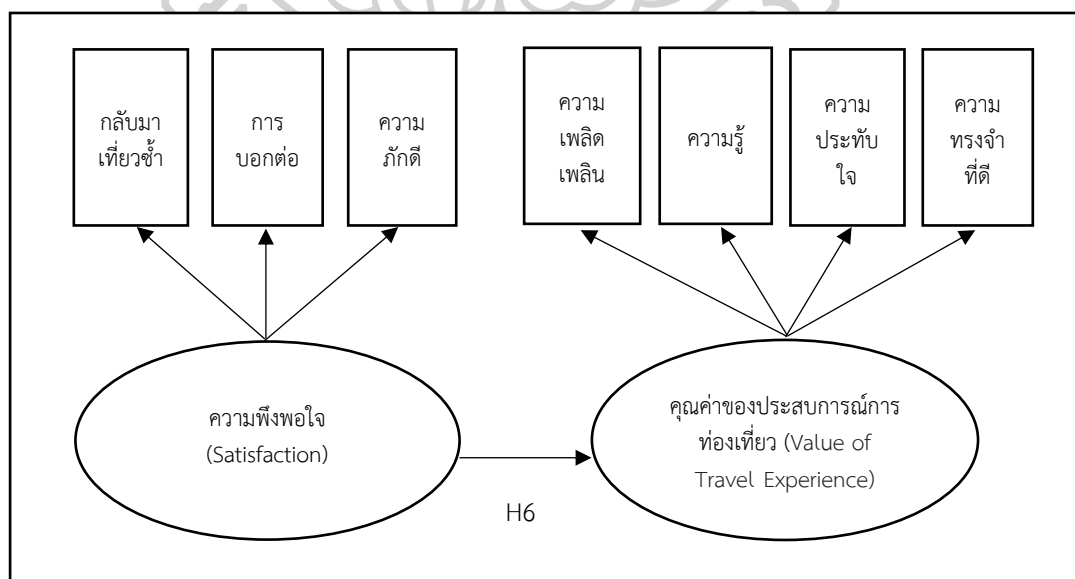 กลับมา
เที่ยวซ้ำ
การ
บอกต่อ
ความ
ภักดี
ความ
เพลิด
เพลิน
ความรู้
ความ
ประทับ
ใจ
ความ
ทรงจำ
ที่ดี
ความพึงพอใจ
(Satisfaction)
คุณค่าของประสบการณ์การ
ท่องเที่ยว (Value of
Travel Experience)
H6